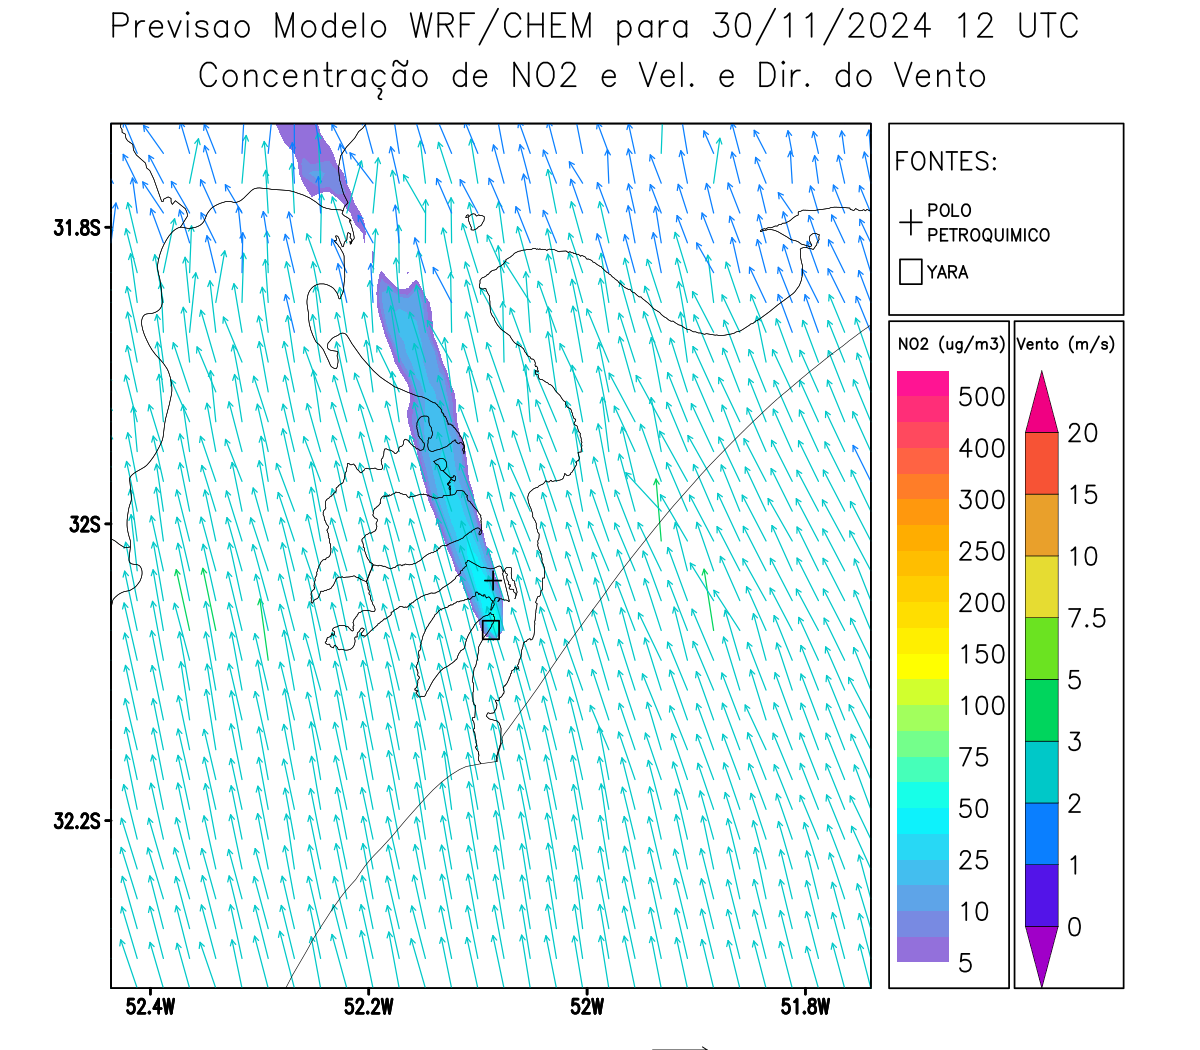 Previsao Modelo WRF/CHEM para 30/11/2024 12 UTC
Concentração de NO2 e Vel. e Dir. do Vento
FONTES:
POLO
PETROQUIMICO
YARA
31.8S
32S
32.2S
52.4W
52.2W
52W
51.8W
NO2 (ug/m3)
500
400
300
250
200
150
100
75
50
25
10
5
Vento (m/s)
20
15
10
7.5
5
3
2
1
0